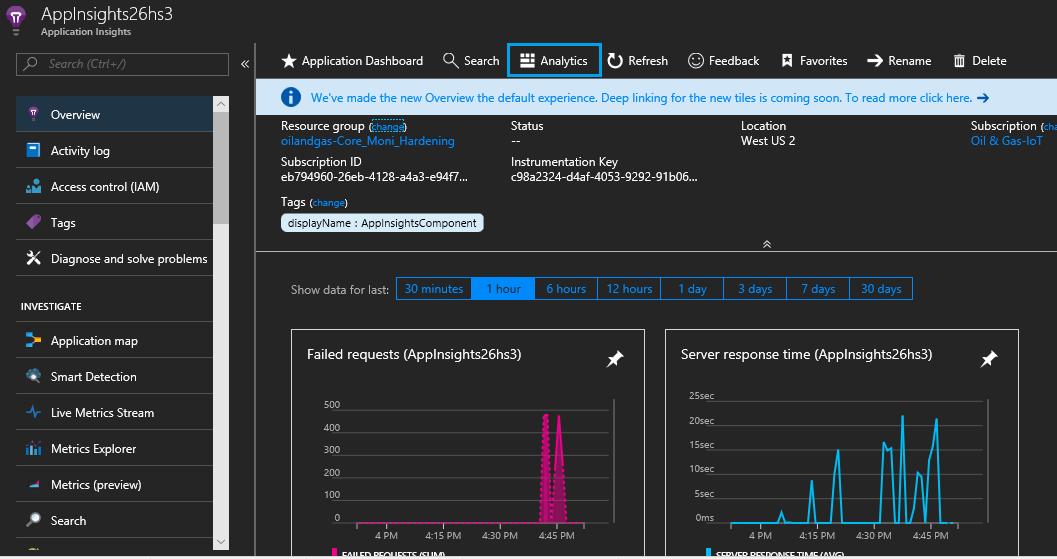 AppInsights26hs3
Application Insights
Search (Ctrl+/)
«
Overview
Activity log
Access control (IAM)
Tags
Diagnose and solve problems
INVESTIGATE
Application map
Smart Detection
Live Metrics Stream
Metrics Explorer
Metrics (preview)
Search
Application Dashboard Search Analytics Refresh Feedback Favorites Rename Delete
We've made the new Overview the default experience. Deep linking for the new tiles is coming soon. To read more click here. →
Resource group (change) Status Location Subscription (cha
oilandgas-Core_Moni_Hardening -- West US 2 Oil & Gas-IoT
Subscription ID Instrumentation Key
eb794960-26eb-4128-a4a3-e94f7... c98a2324-d4af-4053-9292-91b06...
Tags (change)
displayName : AppInsightsComponent
Show data for last: 30 minutes 1 hour 6 hours 12 hours 1 day 3 days 7 days 30 days
Failed requests (AppInsights26hs3)
500
400
300
200
100
0
4 PM 4:15 PM 4:30 PM 4:45 PM
FAILED REQUESTS (SUM)
Server response time (AppInsights26hs3)
25sec
20sec
15sec
10sec
5sec
0ms
4 PM 4:15 PM 4:30 PM 4:45 PM
SERVER RESPONSE TIME (AVG)